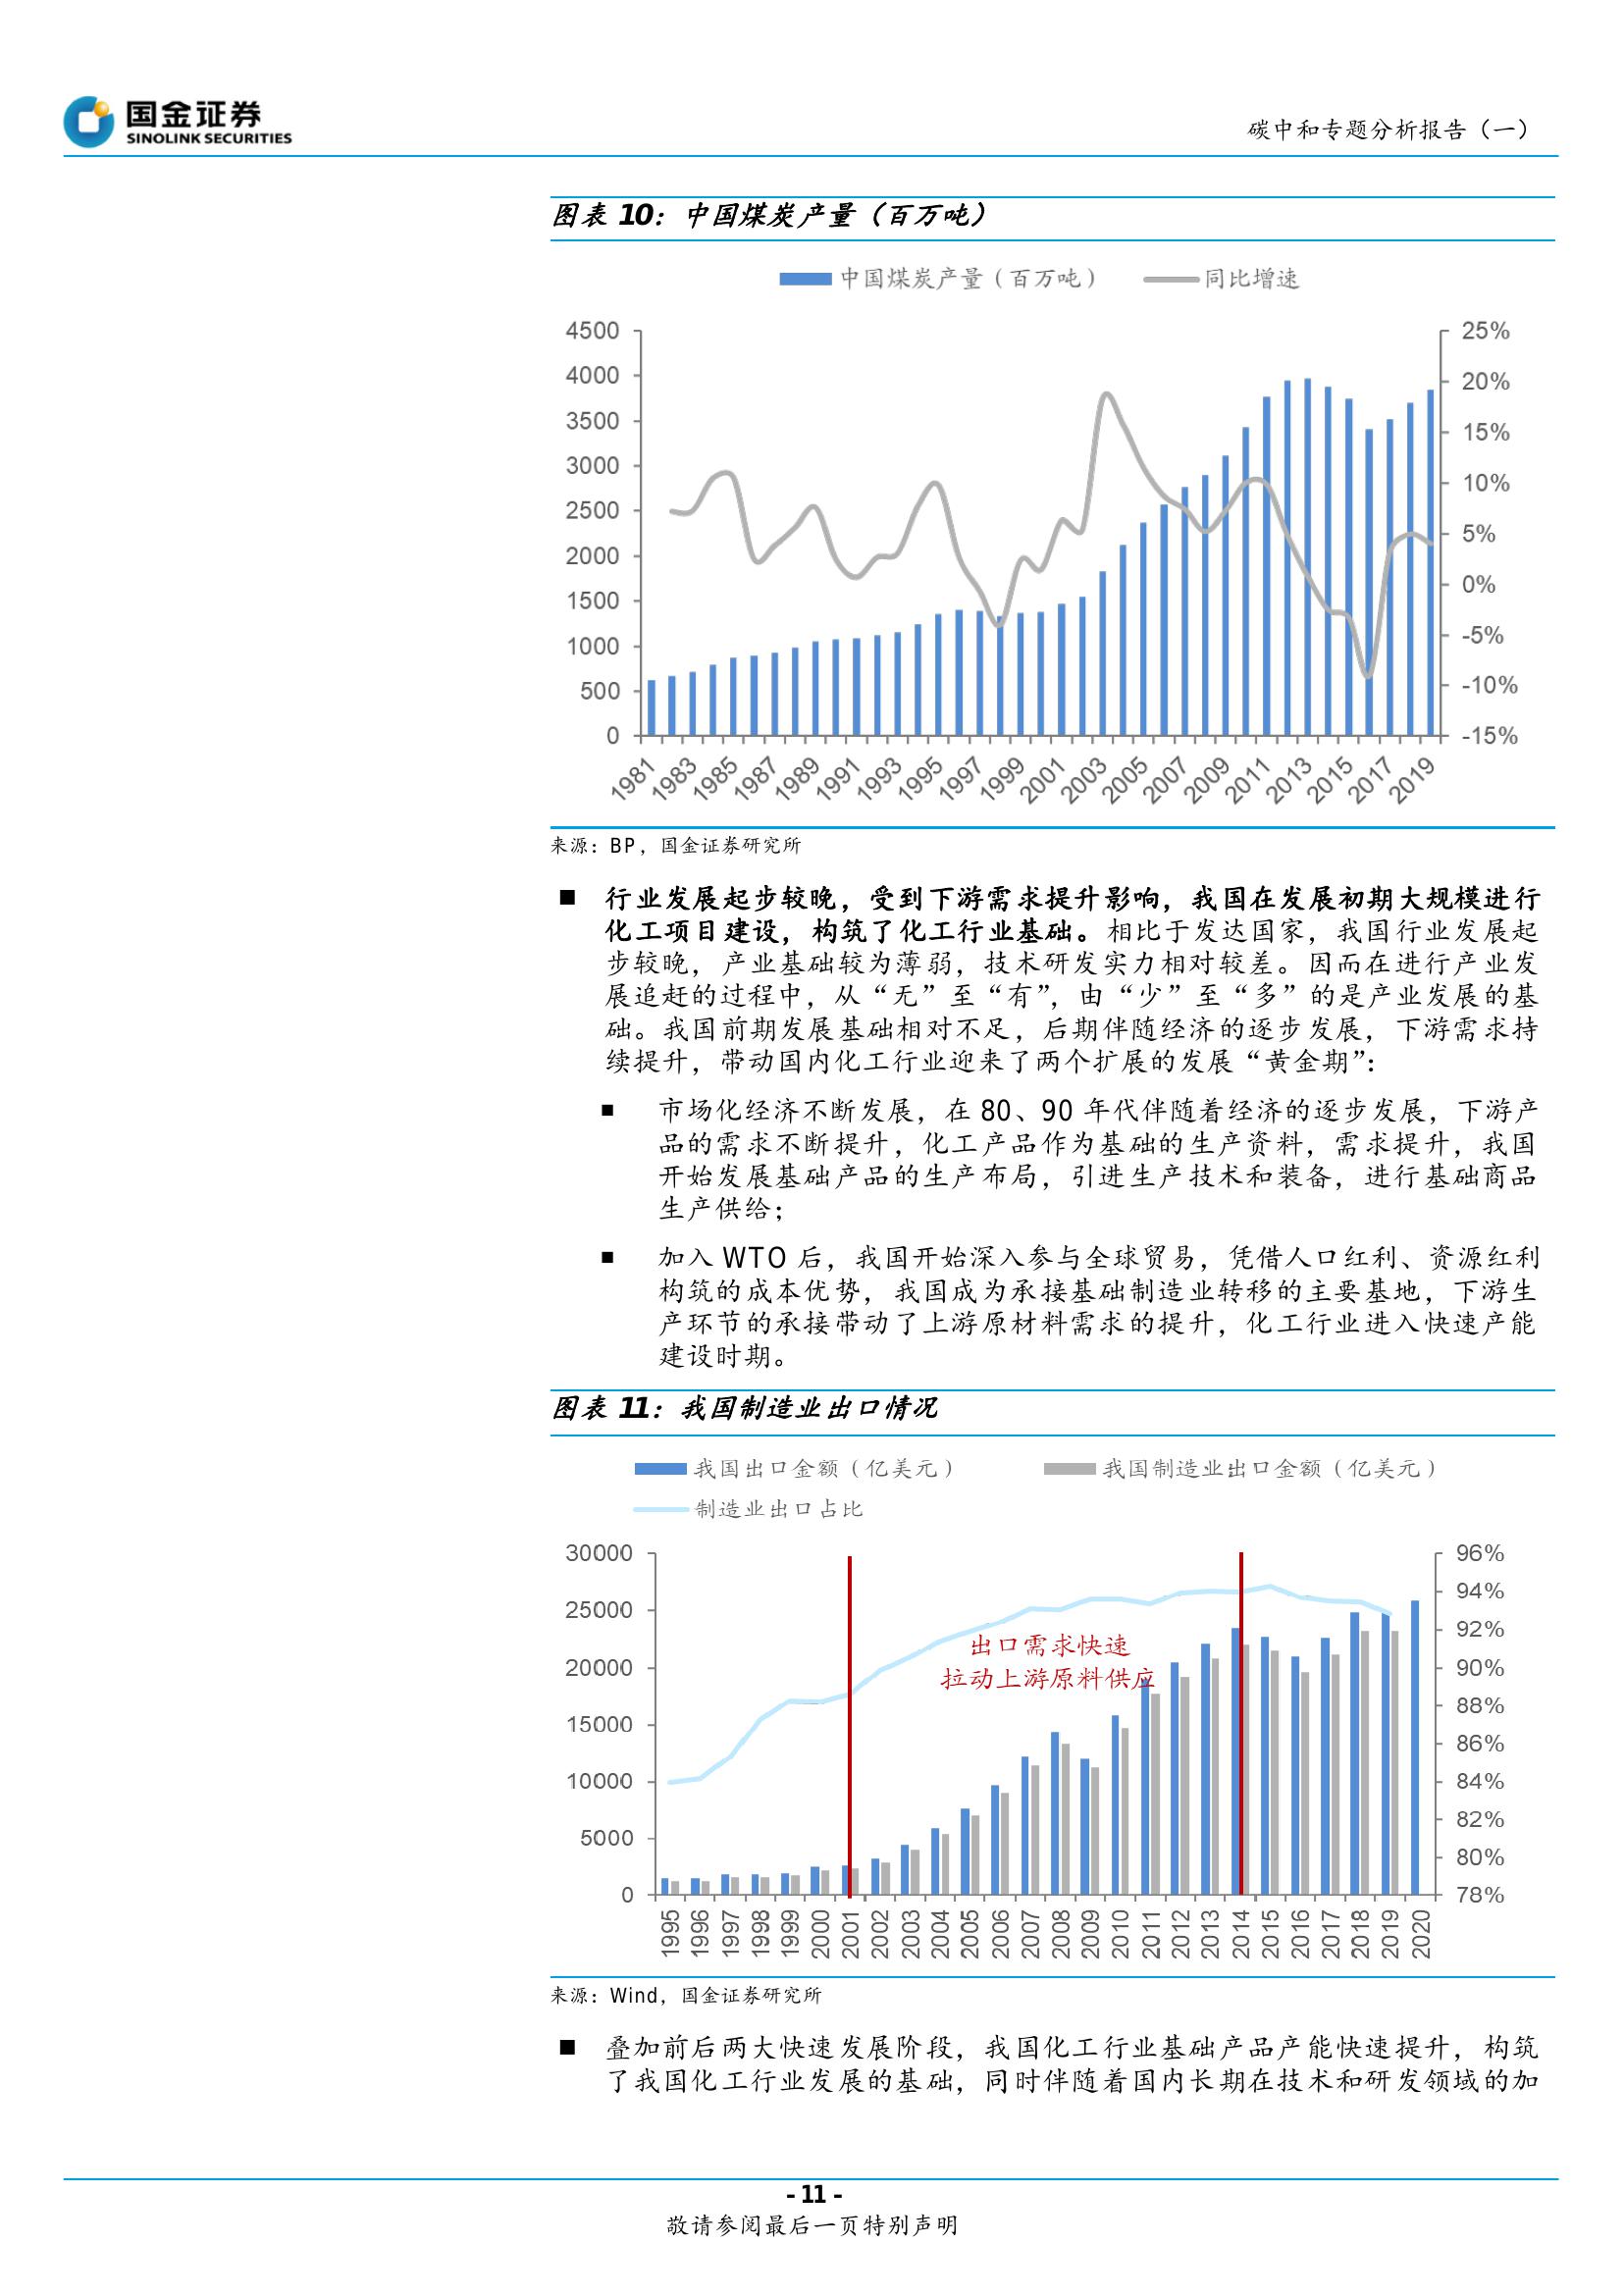 国金证券
SINOLINK SECURITIES
碳中和专题分析报告（一）
图表 10：中国煤炭产量（百万吨）
中国煤炭产量（百万吨） 同比增速
4500
4000
3500
3000
2500
2000
1500
1000
500
0
25%
20%
15%
10%
5%
0%
-5%
-10%
-15%
1981 1983 1985 1987 1989 1991 1993 1995 1997 1999 2001 2003 2005 2007 2009 2011 2013 2015 2017 2019
来源：BP，国金证券研究所
■ 行业发展起步较晚，受到下游需求提升影响，我国在发展初期大规模进行
化工项目建设，构筑了化工行业基础。相比于发达国家，我国行业发展起
步较晚，产业基础较为薄弱，技术研发实力相对较差。因而在进行产业发
展追赶的过程中，从“无”至“有”，由“少”至“多”的是产业发展的基
础。我国前期发展基础相对不足，后期伴随经济的逐步发展，下游需求持
续提升，带动国内化工行业迎来了两个扩展的发展“黄金期”：
■ 市场化经济不断发展，在 80、90 年代伴随着经济的逐步发展，下游产
品的需求不断提升，化工产品作为基础的生产资料，需求提升，我国
开始发展基础产品的生产布局，引进生产技术和装备，进行基础商品
生产供给；
■ 加入 WTO 后，我国开始深入参与全球贸易，凭借人口红利、资源红利
构筑的成本优势，我国成为承接基础制造业转移的主要基地，下游生
产环节的承接带动了上游原材料需求的提升，化工行业进入快速产能
建设时期。
图表 11：我国制造业出口情况
我国出口金额（亿美元） 我国制造业出口金额（亿美元）
制造业出口占比
30000
25000
20000
15000
10000
5000
0
96%
94%
92%
90%
88%
86%
84%
82%
80%
78%
出口需求快速
拉动上游原料供应
1995 1996 1997 1998 1999 2000 2001 2002 2003 2004 2005 2006 2007 2008 2009 2010 2011 2012 2013 2014 2015 2016 2017 2018 2019 2020
来源：Wind，国金证券研究所
■ 叠加前后两大快速发展阶段，我国化工行业基础产品产能快速提升，构筑
了我国化工行业发展的基础，同时伴随着国内长期在技术和研发领域的加
- 11 -
敬请参阅最后一页特别声明